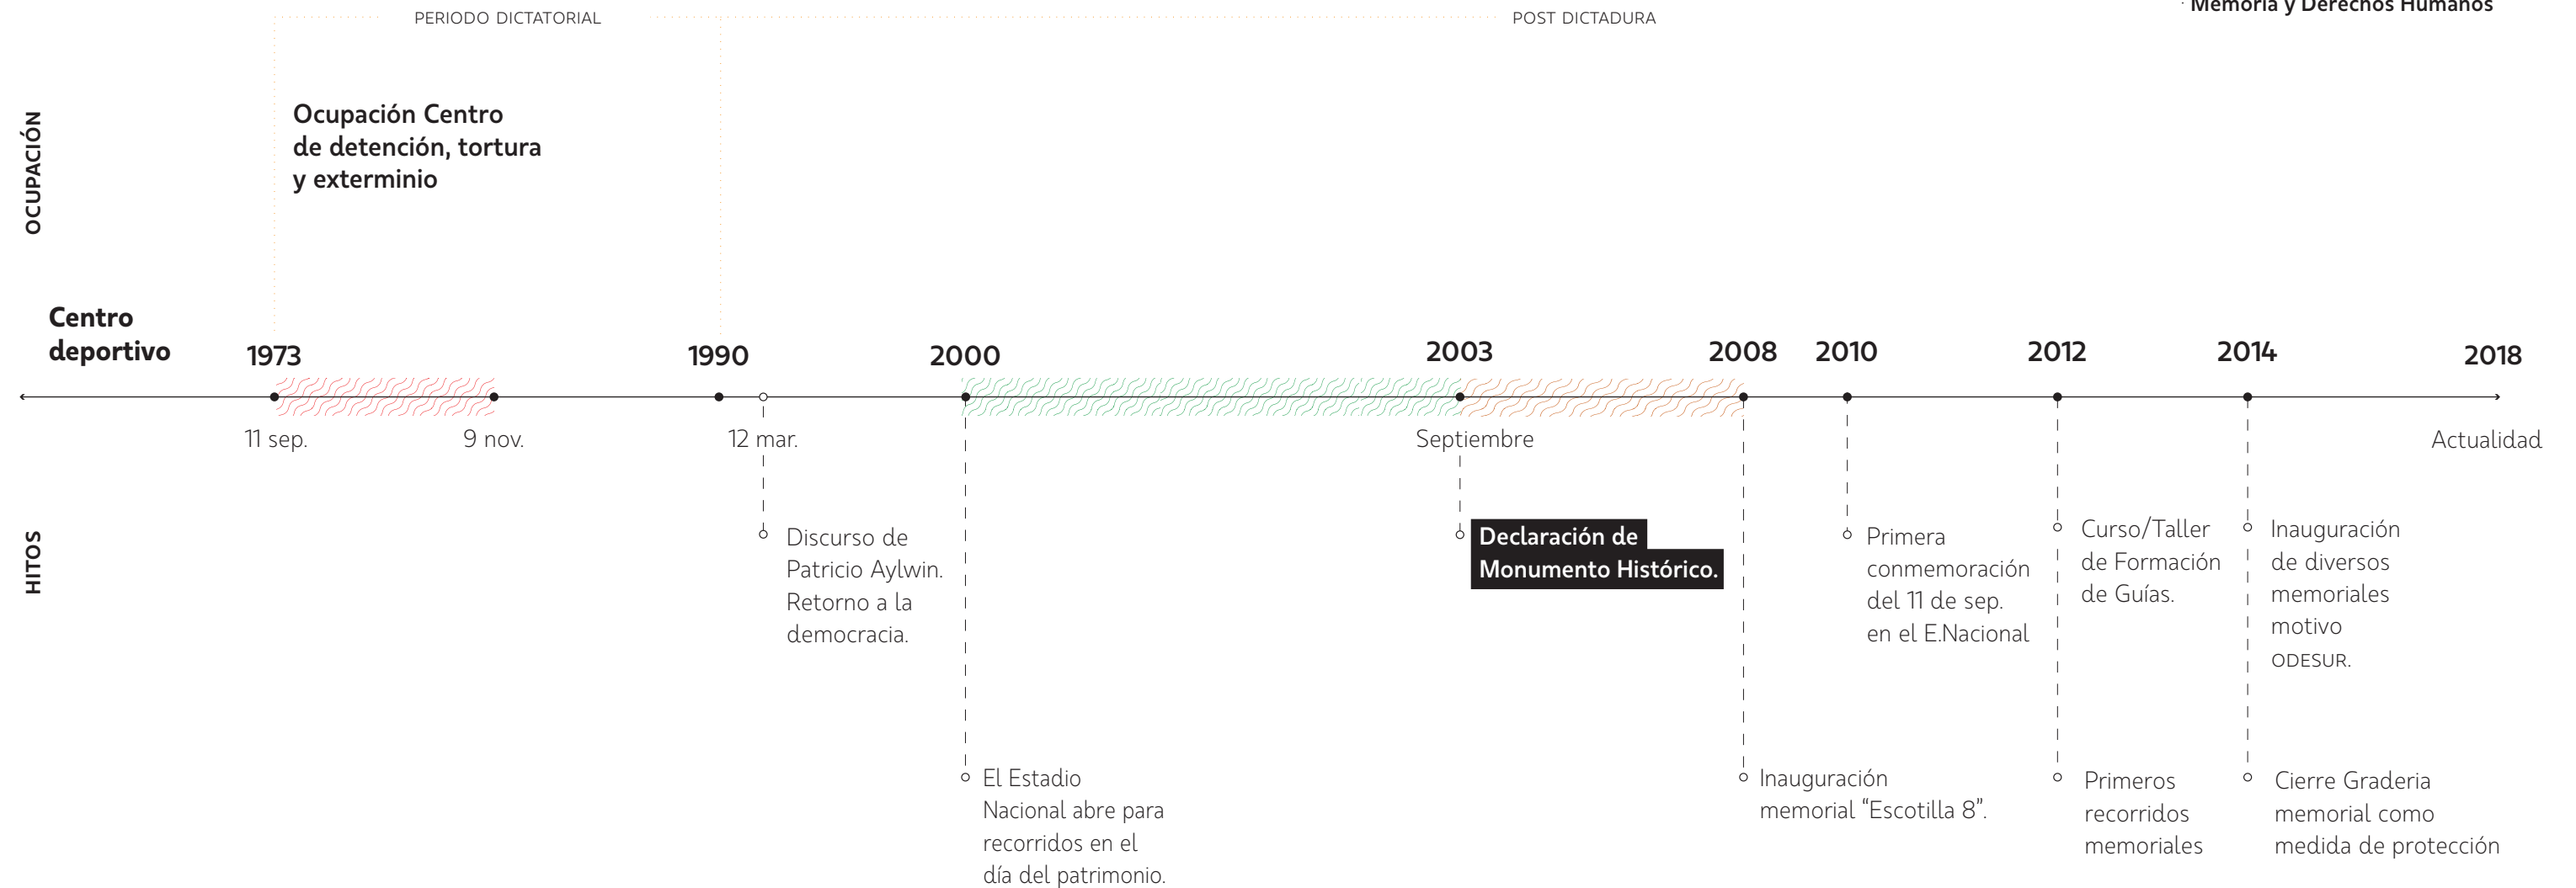 Memoria y Derechos Humanos
PERIODO DICTATORIAL
POST DICTADURA
OCUPACIÓN
Ocupación Centro
de detención, tortura
y exterminio
Centro
deportivo
1973
1990
2000
2003
2008
2010
2012
2014
2018
11 sep.
9 nov.
12 mar.
Septiembre
Actualidad
HITOS
Discurso de
Patricio Aylwin.
Retorno a la
democracia.
Declaración de
Monumento Histórico.
Primera
conmemoración
del 11 de sep.
en el E.Nacional
Curso/Taller
de Formación
de Guías.
Inauguración
de diversos
memoriales
motivo
ODESUR.
El Estadio
Nacional abre para
recorridos en el
día del patrimonio.
Inauguración
memorial “Escotilla 8”.
Primeros
recorridos
memoriales
Cierre Graderia
memorial como
medida de protección